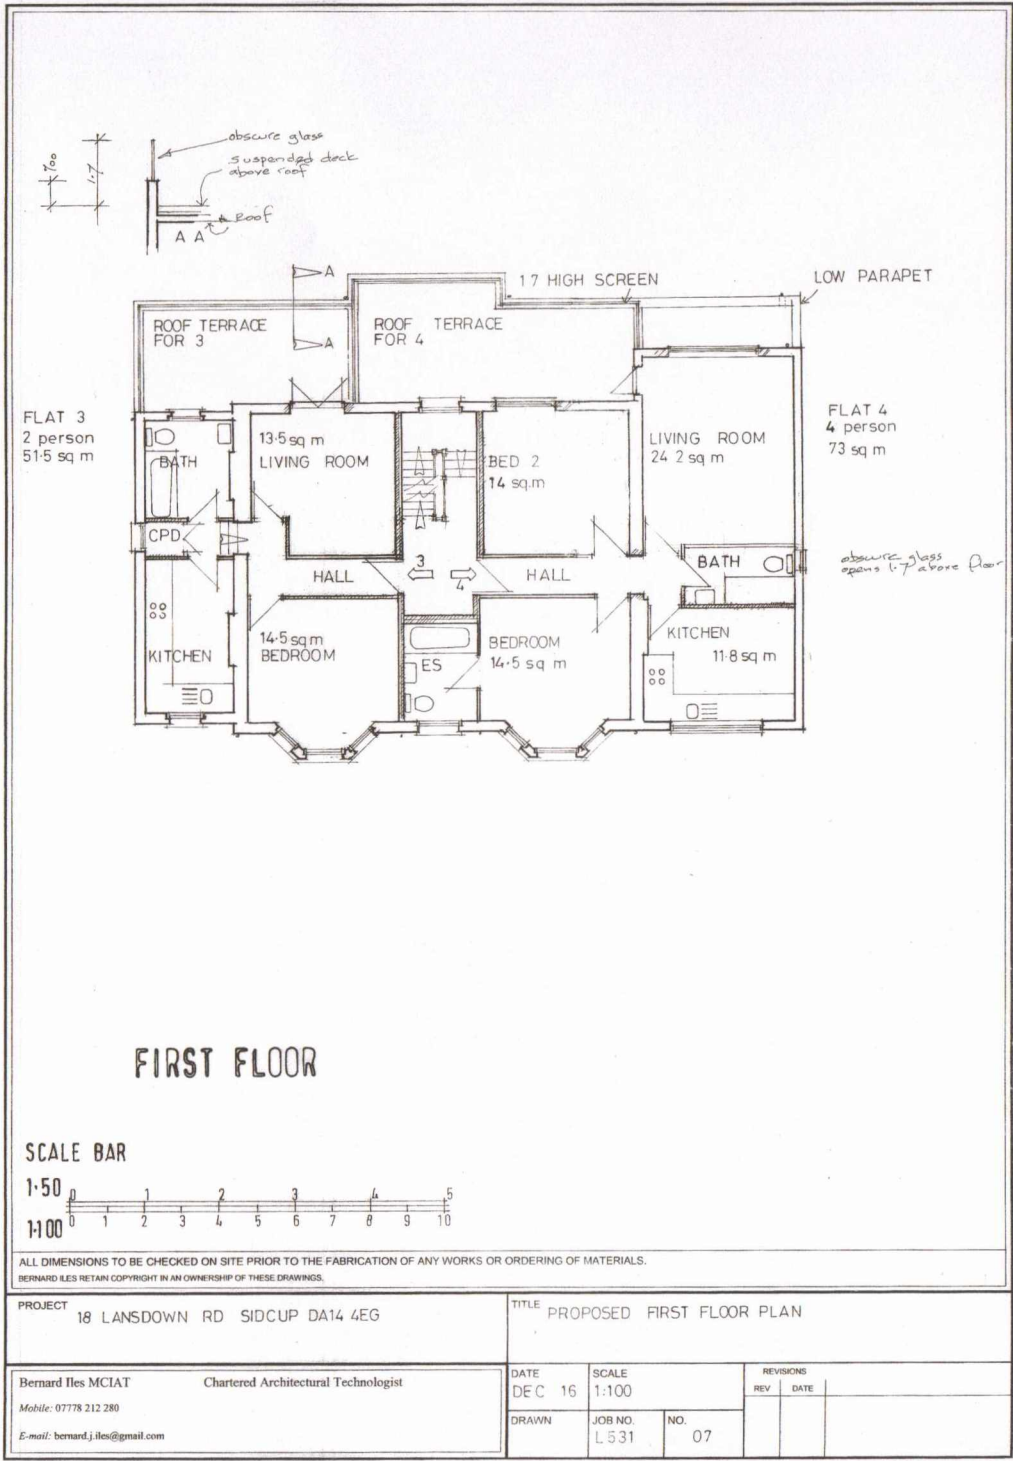 obscure glass
suspended deck
above roof
700
1.7
Roof
A A
A
A
1.7 HIGH SCREEN
LOW PARAPET
ROOF TERRACE
FOR 3
ROOF TERRACE
FOR 4
FLAT 3
2 person
51.5 sq m
FLAT 4
4 person
73 sq m
BATH
13.5 sq m
LIVING ROOM
BED 2
14 sq.m
LIVING ROOM
24.2 sq m
CPD
HALL
3
4
HALL
BATH
obscure glass
opens 1.7 above floor
KITCHEN
14.5 sq m
BEDROOM
ES
BEDROOM
14.5 sq m
KITCHEN
11.8 sq m
FIRST FLOOR
SCALE BAR
1:50 0 1 2 3 4 5
1:100 0 1 2 3 4 5 6 7 8 9 10
ALL DIMENSIONS TO BE CHECKED ON SITE PRIOR TO THE FABRICATION OF ANY WORKS OR ORDERING OF MATERIALS.
BERNARD ILES RETAIN COPYRIGHT IN AN OWNERSHIP OF THESE DRAWINGS.
PROJECT 18 LANSDOWN RD SIDCUP DA14 4EG
TITLE PROPOSED FIRST FLOOR PLAN
Bernard Iles MCIAT Chartered Architectural Technologist
Mobile: 07778 212 280
E-mail: bernard.j.iles@gmail.com
DATE
DEC 16
SCALE
1:100
REVISIONS
REV DATE
DRAWN
JOB NO.
L531
NO.
07